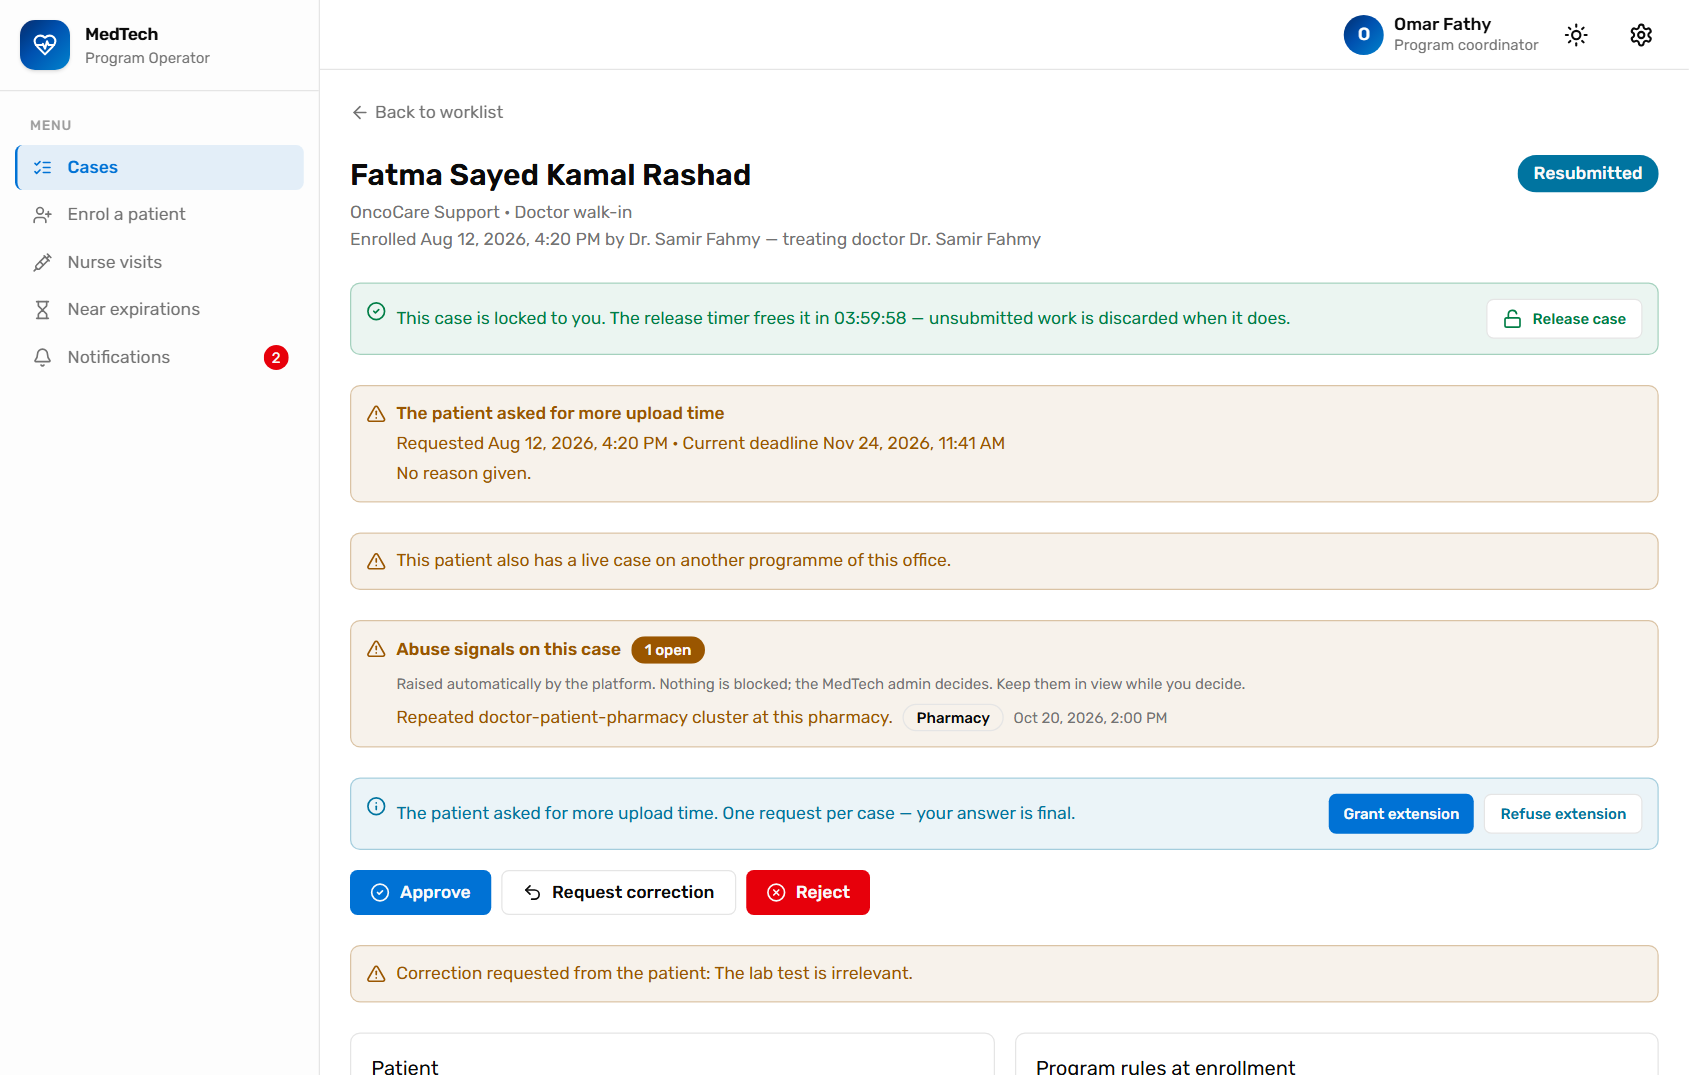 MedTech
Program Operator
MENU
Cases
Enrol a patient
Nurse visits
Near expirations
Notifications
2
O
Omar Fathy
Program coordinator
Back to worklist
Fatma Sayed Kamal Rashad
Resubmitted
OncoCare Support • Doctor walk-in
Enrolled Aug 12, 2026, 4:20 PM by Dr. Samir Fahmy — treating doctor Dr. Samir Fahmy
This case is locked to you. The release timer frees it in 03:59:58 — unsubmitted work is discarded when it does.
Release case
The patient asked for more upload time
Requested Aug 12, 2026, 4:20 PM • Current deadline Nov 24, 2026, 11:41 AM
No reason given.
This patient also has a live case on another programme of this office.
Abuse signals on this case
1 open
Raised automatically by the platform. Nothing is blocked; the MedTech admin decides. Keep them in view while you decide.
Repeated doctor-patient-pharmacy cluster at this pharmacy.
Pharmacy
Oct 20, 2026, 2:00 PM
The patient asked for more upload time. One request per case — your answer is final.
Grant extension
Refuse extension
Approve
Request correction
Reject
Correction requested from the patient: The lab test is irrelevant.
Patient
Program rules at enrollment